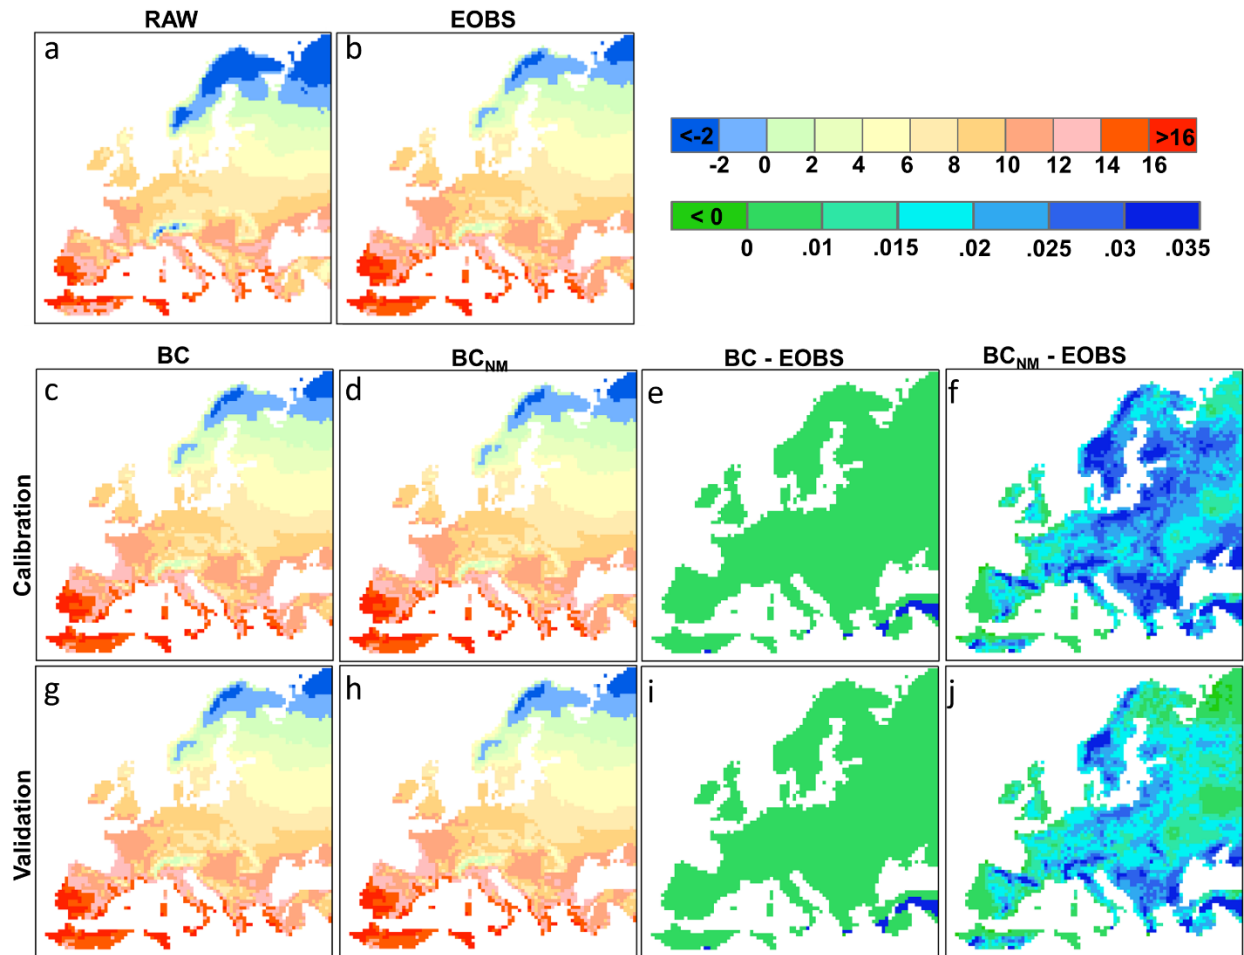 RAW EOBS
a b
<-2 >16
-2 0 2 4 6 8 10 12 14 16
< 0
0 .01 .015 .02 .025 .03 .035
BC BCNM BC - EOBS BCNM - EOBS
Calibration
c d e f
Validation
g h i j